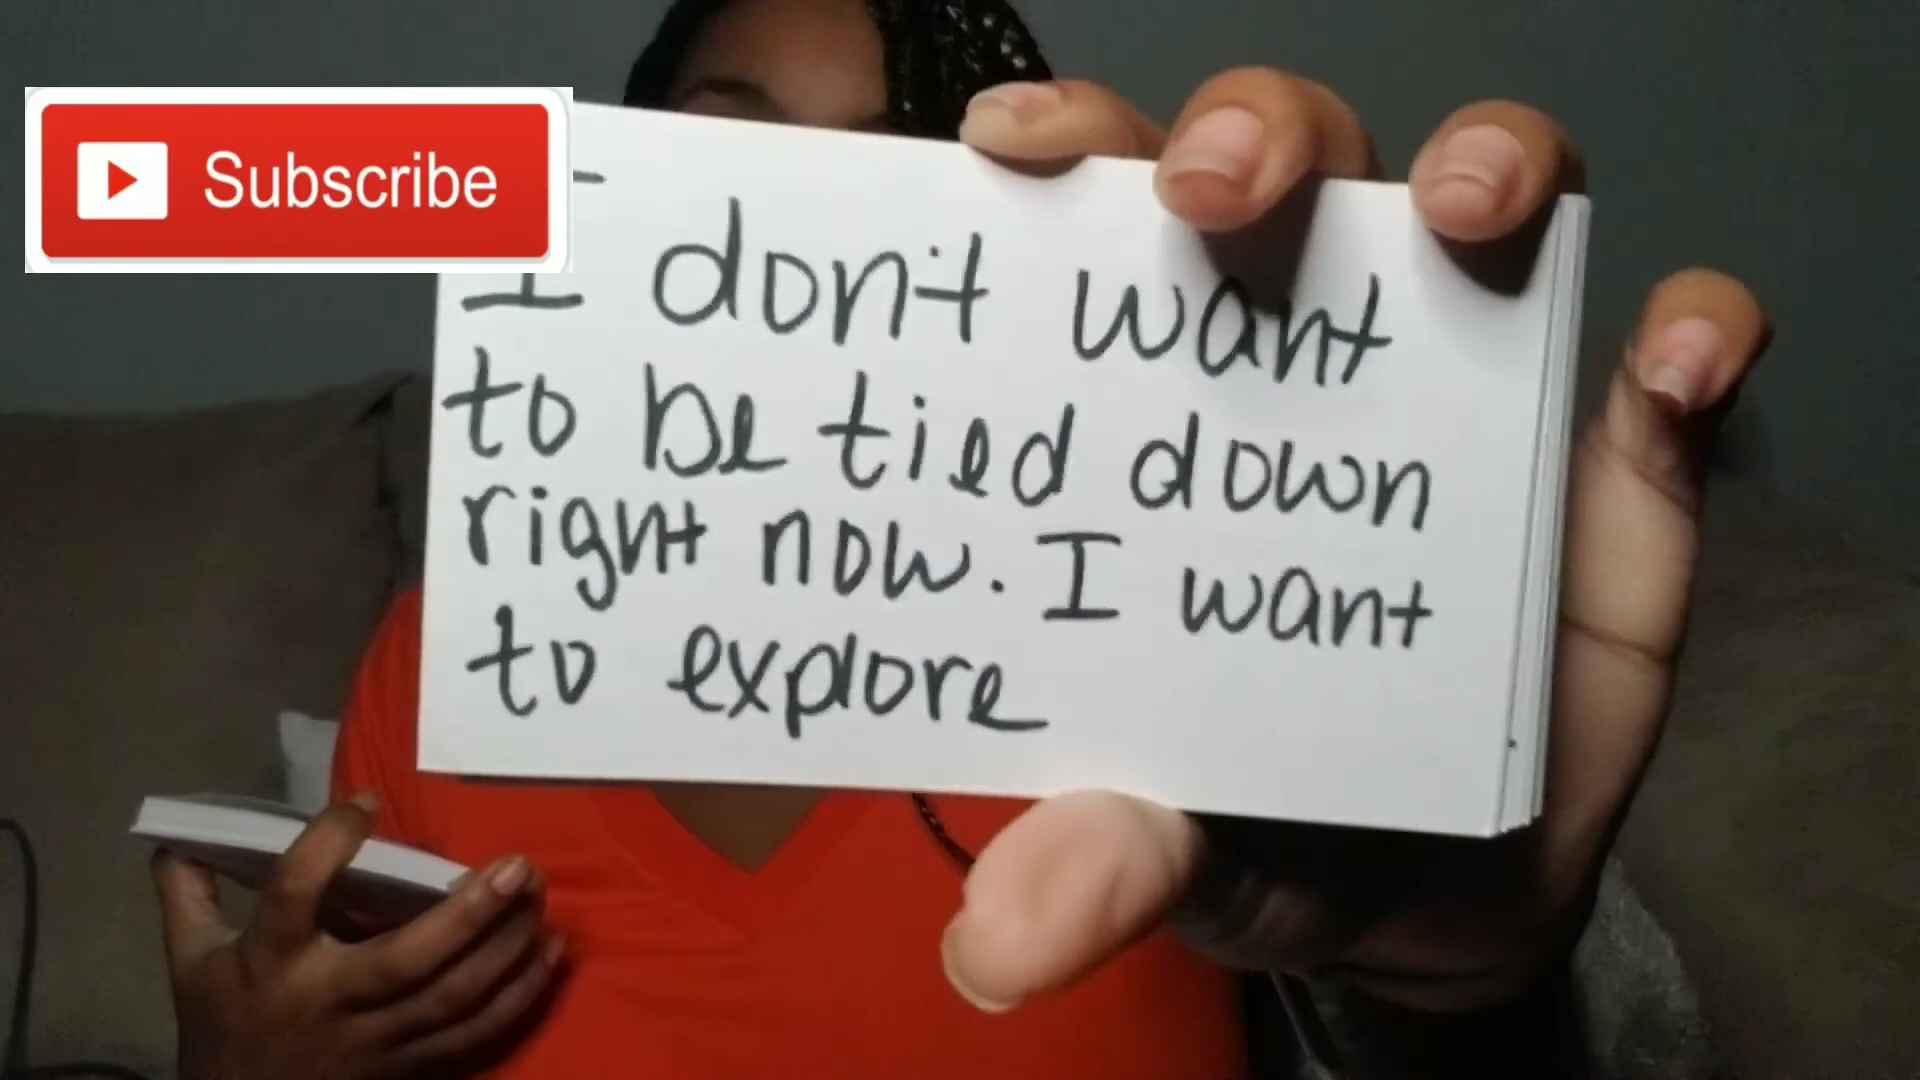 Subscribe
I don't want
to be tied down
right now. I want
to explore